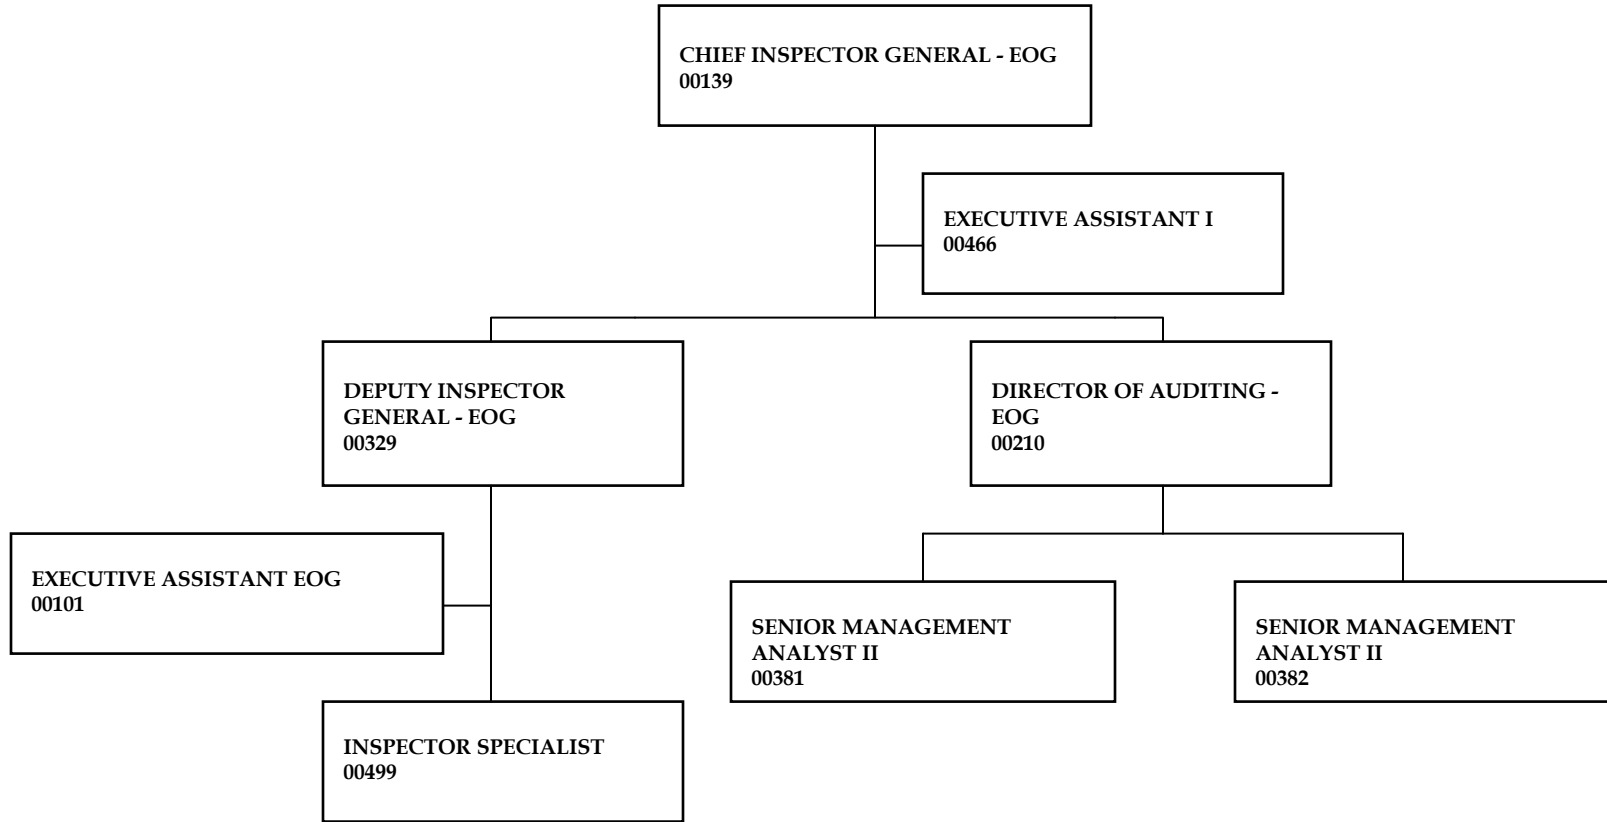 CHIEF INSPECTOR GENERAL - EOG
00139
EXECUTIVE ASSISTANT I
00466
DEPUTY INSPECTOR
GENERAL - EOG
00329
DIRECTOR OF AUDITING -
EOG
00210
EXECUTIVE ASSISTANT EOG
00101
SENIOR MANAGEMENT
ANALYST II
00381
SENIOR MANAGEMENT
ANALYST II
00382
INSPECTOR SPECIALIST
00499